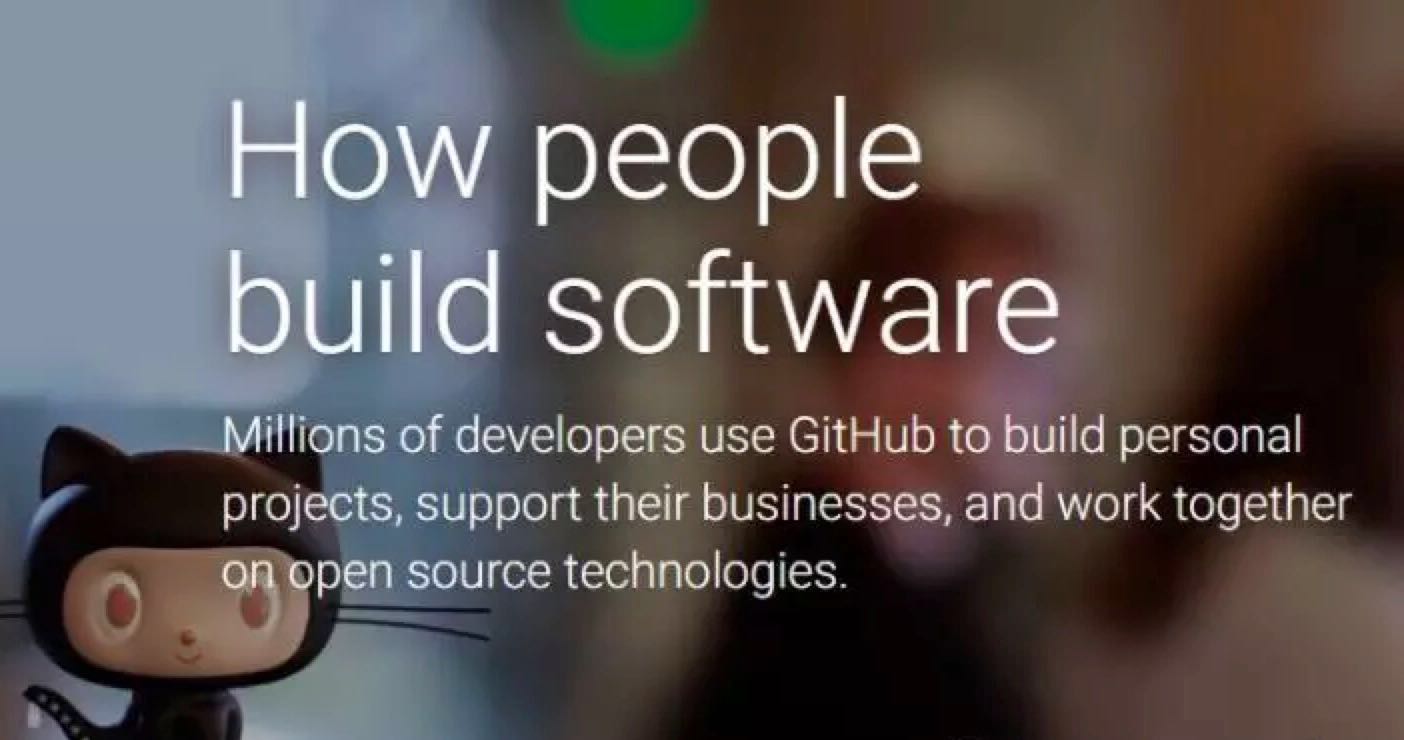 How people
build software
Millions of developers use GitHub to build personal
projects, support their businesses, and work together
on open source technologies.